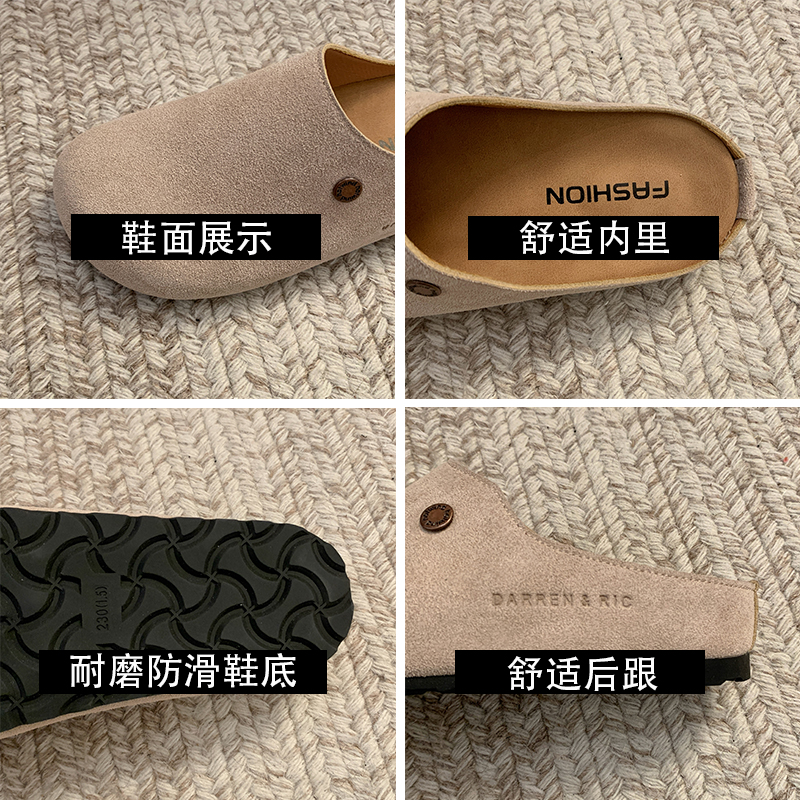 鞋面展示
FASHION
舒适内里
230(1.5)
耐磨防滑鞋底
DARREN & RIC
舒适后跟